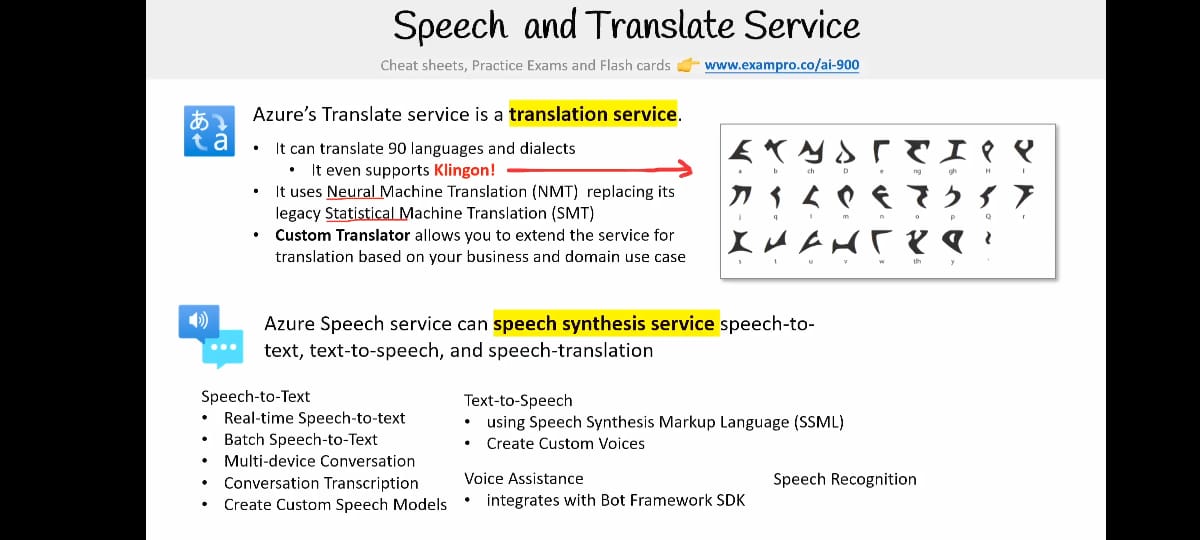 Speech and Translate Service
Cheat sheets, Practice Exams and Flash cards 👉 www.exampro.co/ai-900
あ
a
Azure's Translate service is a translation service.
• It can translate 90 languages and dialects
• It even supports Klingon!
• It uses Neural Machine Translation (NMT) replacing its
legacy Statistical Machine Translation (SMT)
• Custom Translator allows you to extend the service for
translation based on your business and domain use case
a b ch D e ng gh H I
j q l m n o p Q r
s t u v w th y '
Azure Speech service can speech synthesis service speech-to-
text, text-to-speech, and speech-translation
Speech-to-Text
• Real-time Speech-to-text
• Batch Speech-to-Text
• Multi-device Conversation
• Conversation Transcription
• Create Custom Speech Models
Text-to-Speech
• using Speech Synthesis Markup Language (SSML)
• Create Custom Voices
Voice Assistance
• integrates with Bot Framework SDK
Speech Recognition